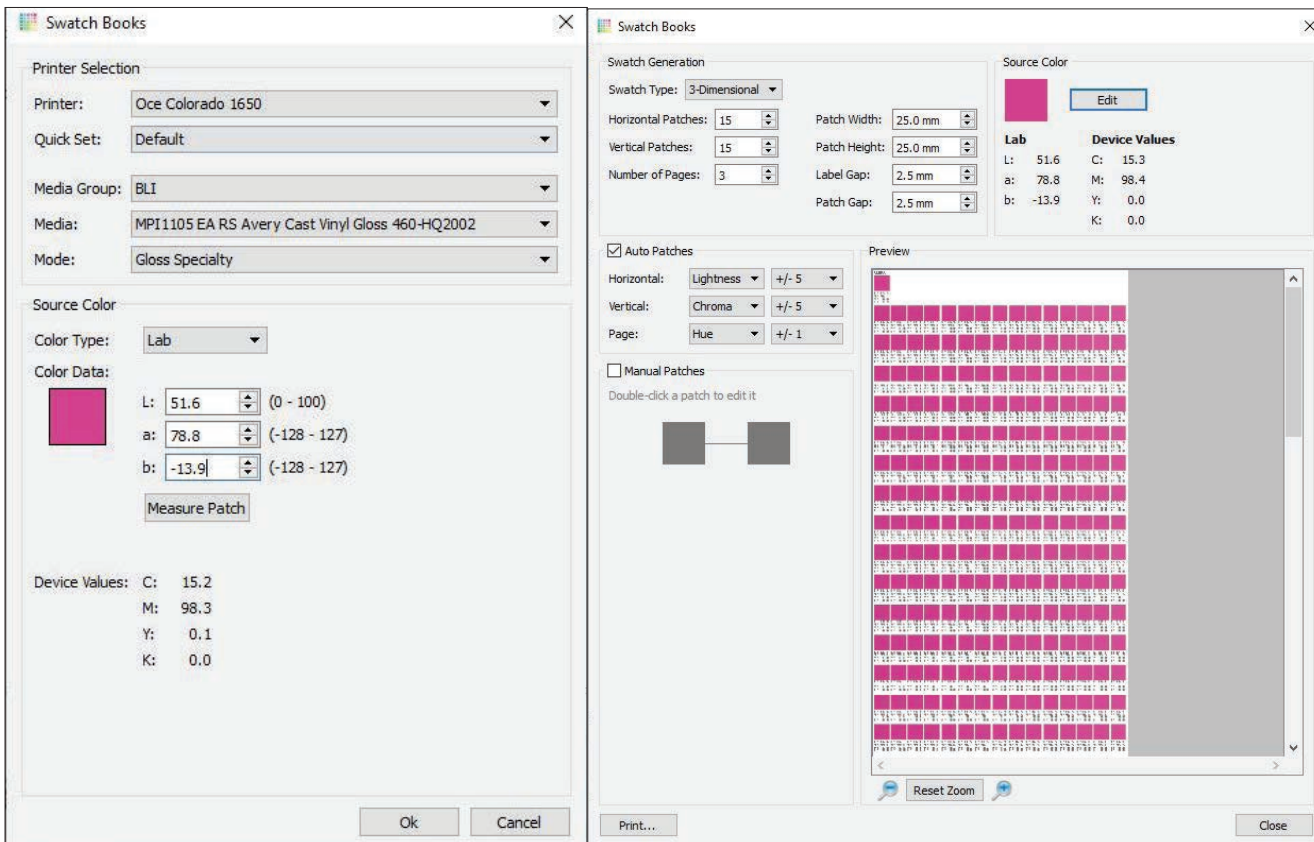 Swatch Books
Printer Selection
Printer: Oce Colorado 1650
Quick Set: Default
Media Group: BLI
Media: MPI1105 EA RS Avery Cast Vinyl Gloss 460-HQ2002
Mode: Gloss Specialty
Source Color
Color Type: Lab
Color Data:
L: 51.6 (0 - 100)
a: 78.8 (-128 - 127)
b: -13.9 (-128 - 127)
Measure Patch
Device Values: C: 15.2
M: 98.3
Y: 0.1
K: 0.0
Ok Cancel
Swatch Books
Swatch Generation
Swatch Type: 3-Dimensional
Horizontal Patches: 15 Patch Width: 25.0 mm
Vertical Patches: 15 Patch Height: 25.0 mm
Number of Pages: 3 Label Gap: 2.5 mm
Patch Gap: 2.5 mm
Source Color
Edit
Lab Device Values
L: 51.6 C: 15.3
a: 78.8 M: 98.4
b: -13.9 Y: 0.0
K: 0.0
Auto Patches
Horizontal: Lightness +/- 5
Vertical: Chroma +/- 5
Page: Hue +/- 1
Manual Patches
Double-click a patch to edit it
Preview
Reset Zoom
Print... Close